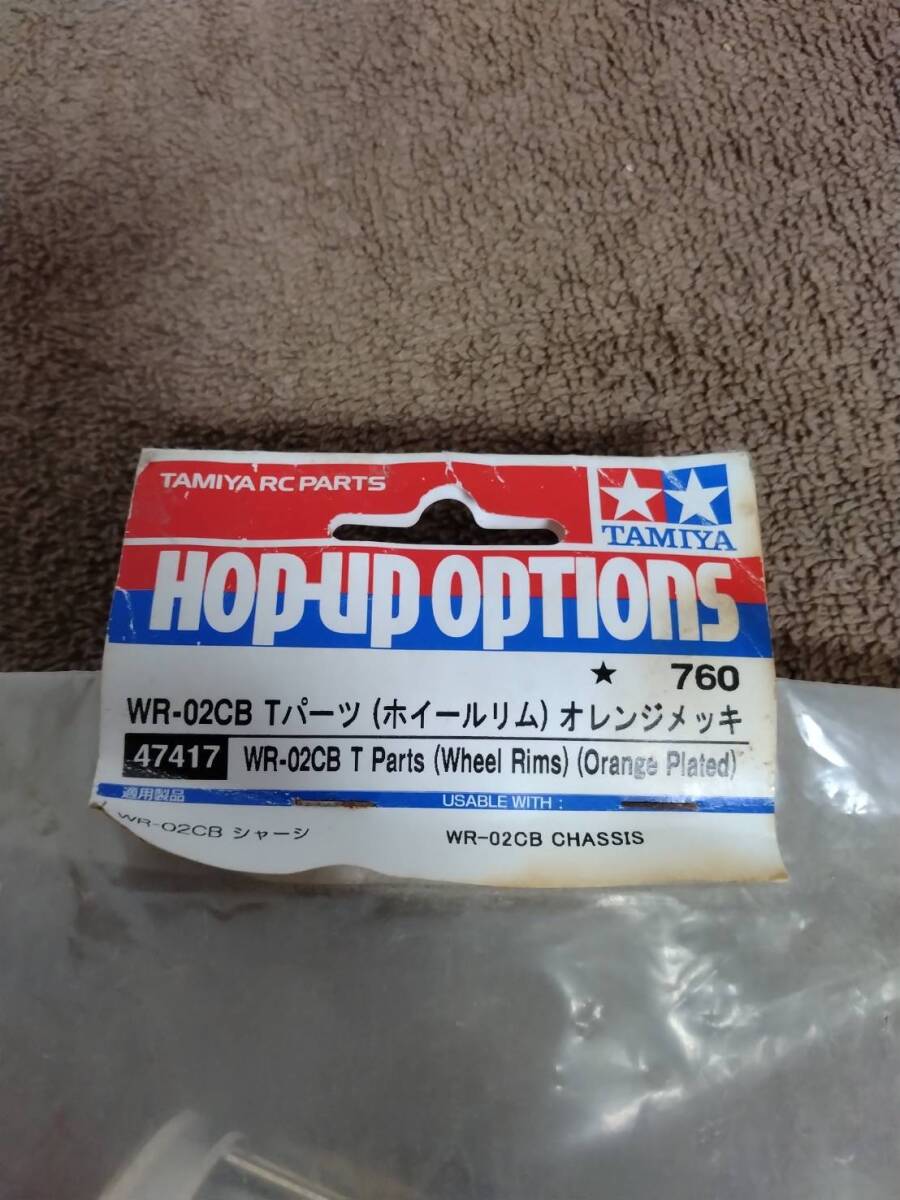 TAMIYA RC PARTS
TAMIYA
HOP-UP OPTIONS
★ 760
WR-02CB Tパーツ (ホイールリム) オレンジメッキ
47417 WR-02CB T Parts (Wheel Rims) (Orange Plated)
適用製品 USABLE WITH :
WR-02CB シャーシ WR-02CB CHASSIS